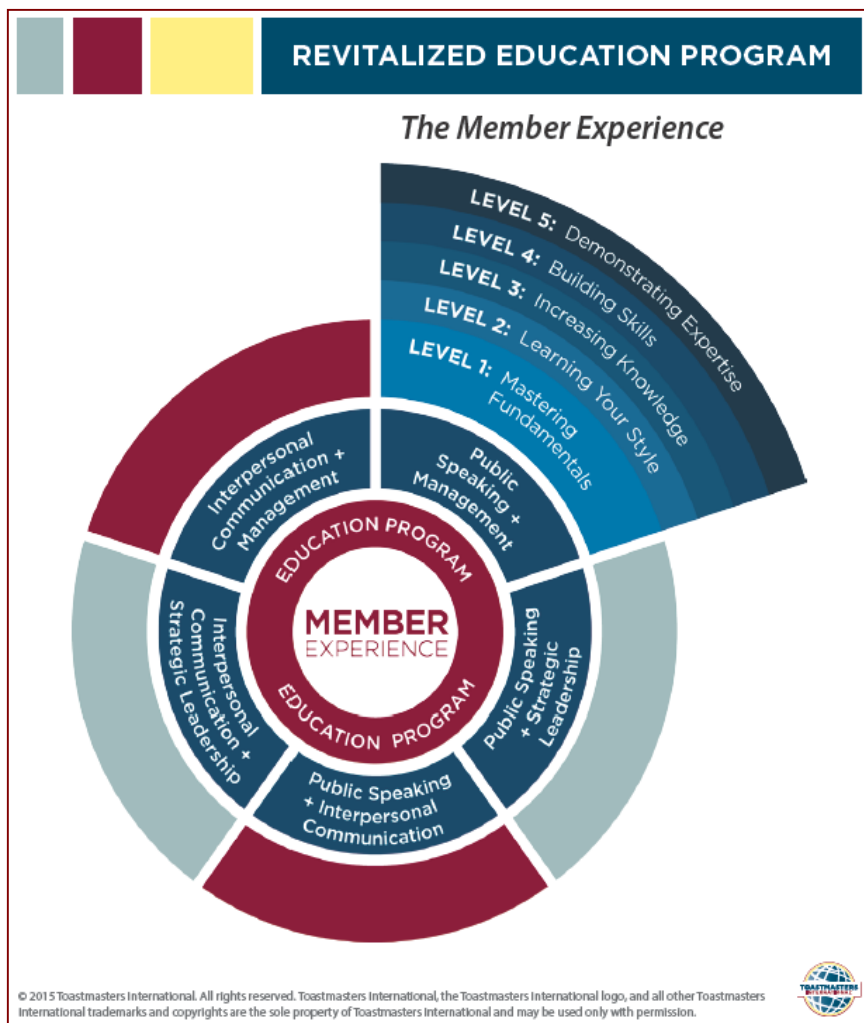 REVITALIZED EDUCATION PROGRAM
The Member Experience
LEVEL 5: Demonstrating Expertise
LEVEL 4: Building Skills
LEVEL 3: Increasing Knowledge
LEVEL 2: Learning Your Style
LEVEL 1: Mastering
Fundamentals
Interpersonal
Communication +
Management
Public
Speaking +
Management
EDUCATION PROGRAM
MEMBER
EXPERIENCE
EDUCATION PROGRAM
Interpersonal
Communication +
Strategic Leadership
Public Speaking
+ Strategic
Leadership
Public Speaking
+ Interpersonal
Communication
© 2015 Toastmasters International. All rights reserved. Toastmasters International, the Toastmasters International logo, and all other Toastmasters
International trademarks and copyrights are the sole property of Toastmasters International and may be used only with permission.
TOASTMASTERS
INTERNATIONAL